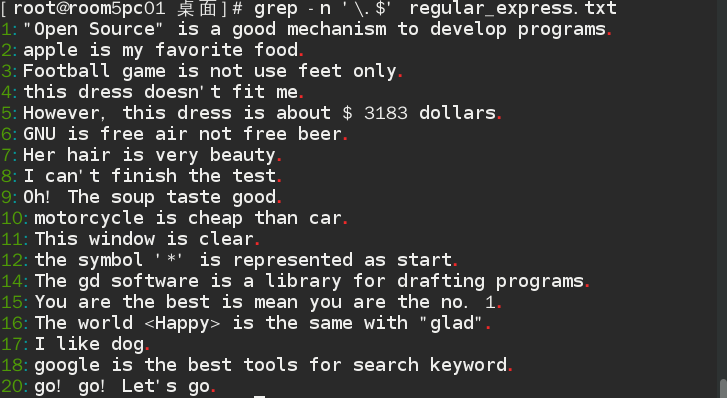 [root@room5pc01 桌面]# grep -n '\.$' regular_express.txt
1:"Open Source" is a good mechanism to develop programs.
2:apple is my favorite food.
3:Football game is not use feet only.
4:this dress doesn't fit me.
5:However, this dress is about $ 3183 dollars.
6:GNU is free air not free beer.
7:Her hair is very beauty.
8:I can't finish the test.
9:Oh! The soup taste good.
10:motorcycle is cheap than car.
11:This window is clear.
12:the symbol '*' is represented as start.
14:The gd software is a library for drafting programs.
15:You are the best is mean you are the no. 1.
16:The world <Happy> is the same with "glad".
17:I like dog.
18:google is the best tools for search keyword.
20:go! go! Let's go.